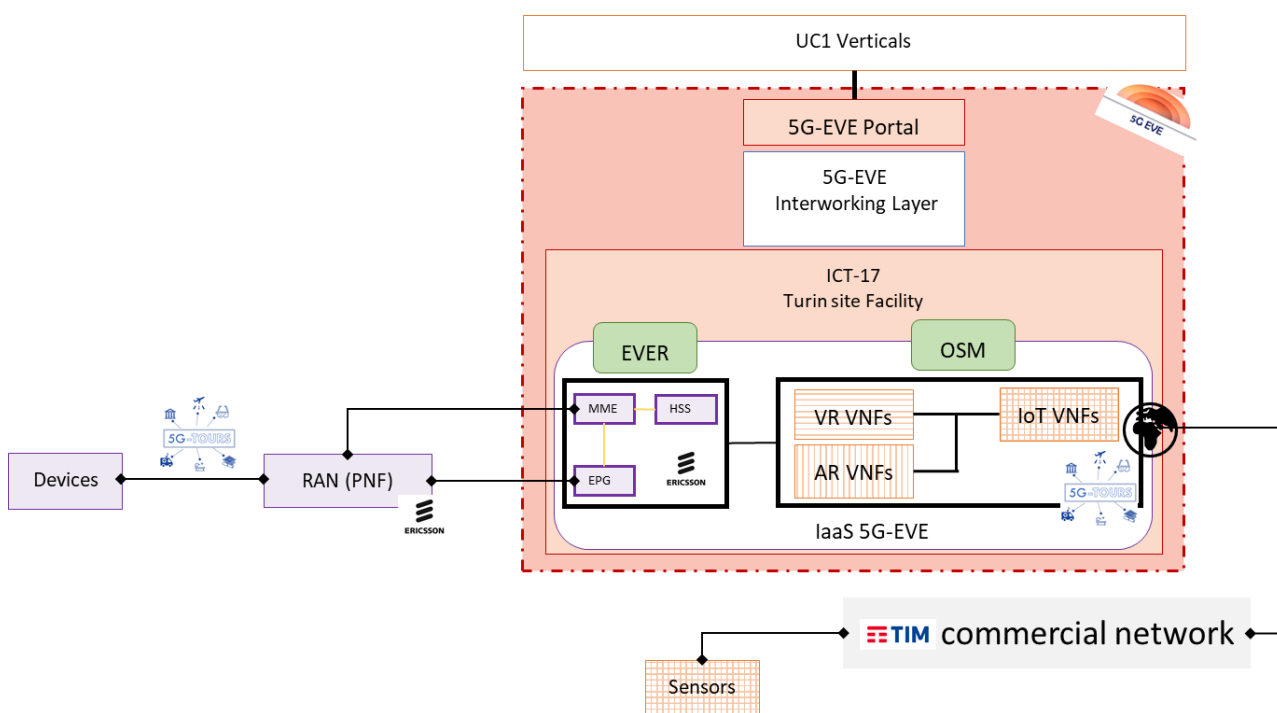 UC1 Verticals
5G-EVE Portal
5G EVE
5G-EVE
Interworking Layer
ICT-17
Turin site Facility
EVER
OSM
MME
HSS
VR VNFs
IoT VNFs
5G-TOURS
Devices
RAN (PNF)
EPG
ERICSSON
AR VNFs
5G-TOURS
ERICSSON
IaaS 5G-EVE
TIM commercial network
Sensors